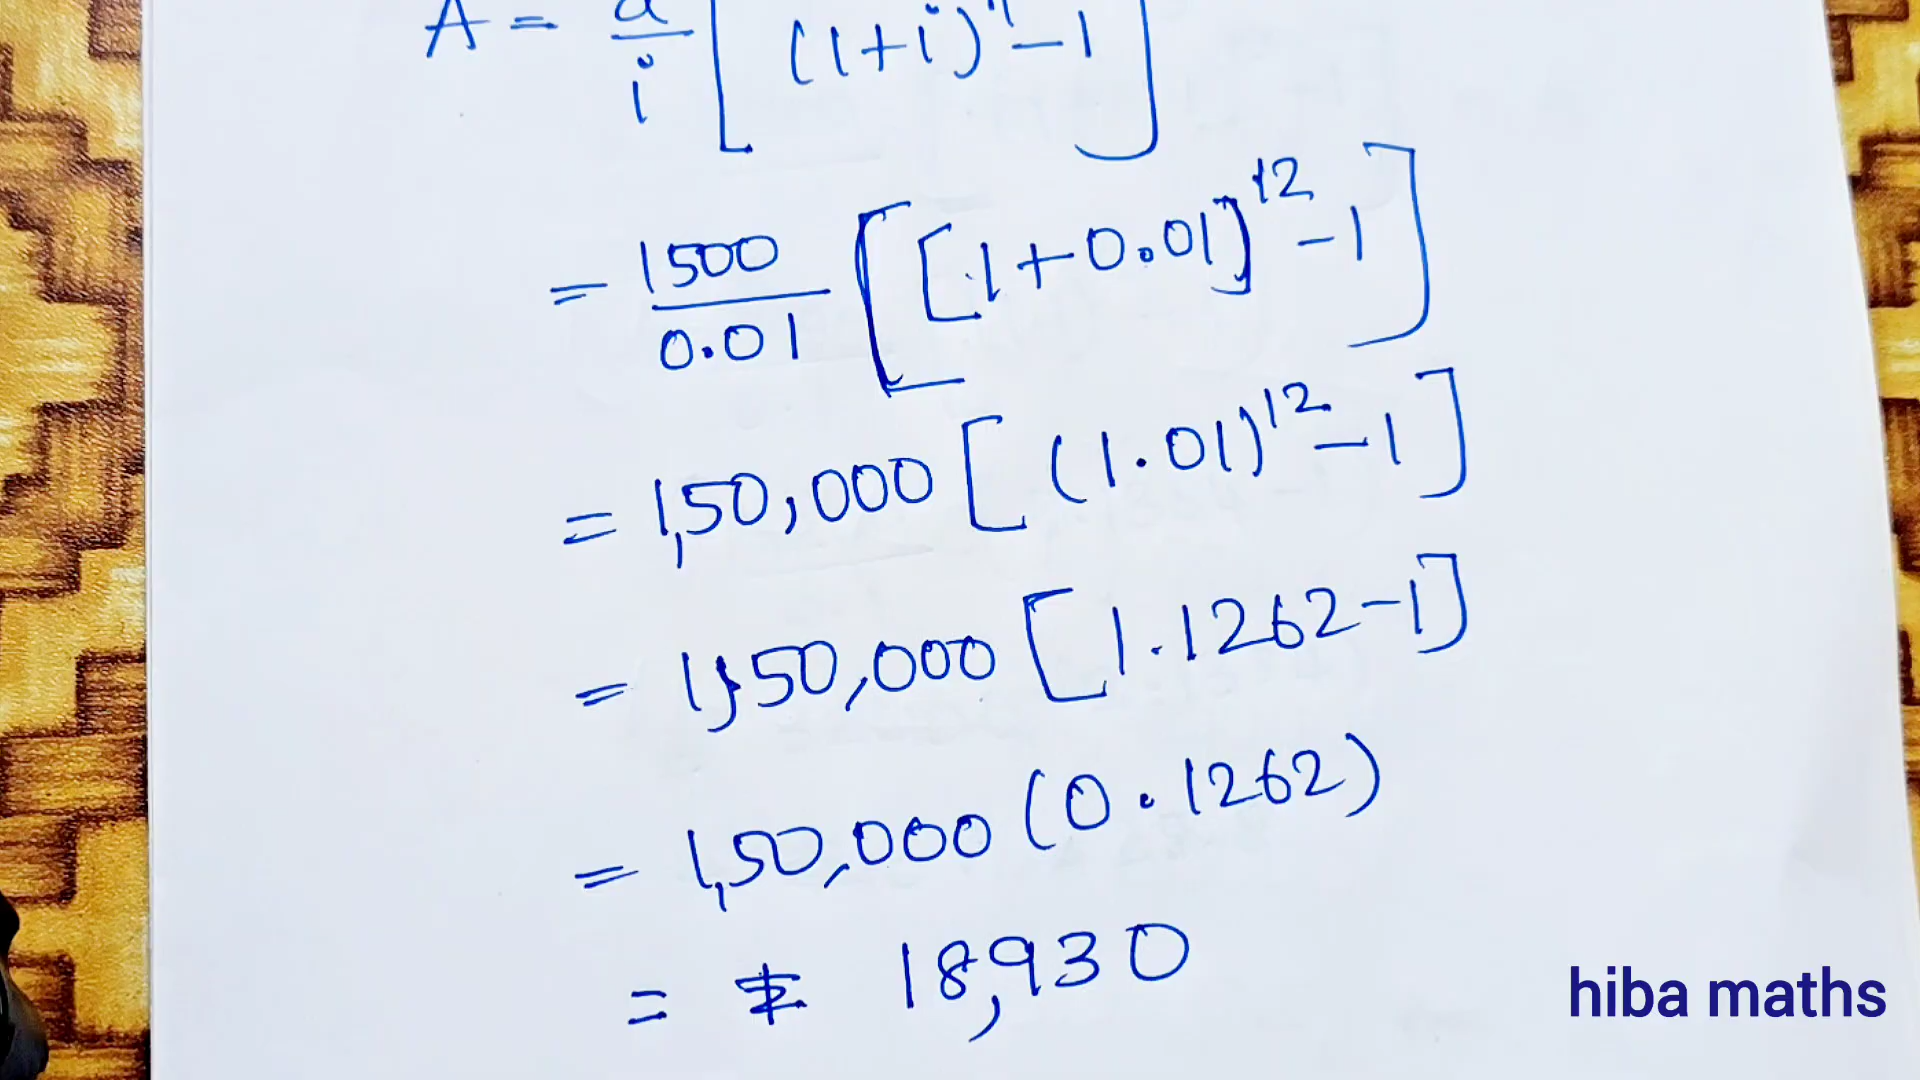 A = a/i [ (1+i)^n - 1 ]
= 1500/0.01 [ [1+0.01]^12 - 1 ]
= 1,50,000 [ (1.01)^12 - 1 ]
= 1,50,000 [ 1.1262 - 1 ]
= 1,50,000 (0.1262)
= ₹ 18,930
hiba maths